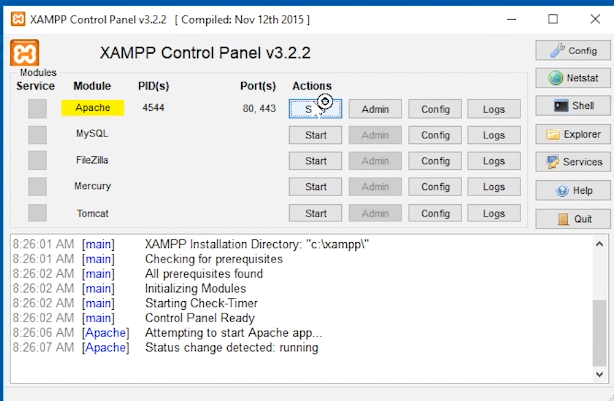 XAMPP Control Panel v3.2.2 [ Compiled: Nov 12th 2015 ]
XAMPP Control Panel v3.2.2
Config
Modules
Service Module PID(s) Port(s) Actions
Netstat
Apache 4544 80, 443 Admin Config Logs
Shell
MySQL Start Admin Config Logs
Explorer
FileZilla Start Admin Config Logs
Services
Mercury Start Admin Config Logs
Help
Tomcat Start Admin Config Logs
Quit
8:26:01 AM [main] XAMPP Installation Directory: "c:\xampp\"
8:26:01 AM [main] Checking for prerequisites
8:26:02 AM [main] All prerequisites found
8:26:02 AM [main] Initializing Modules
8:26:02 AM [main] Starting Check-Timer
8:26:02 AM [main] Control Panel Ready
8:26:06 AM [Apache] Attempting to start Apache app...
8:26:07 AM [Apache] Status change detected: running